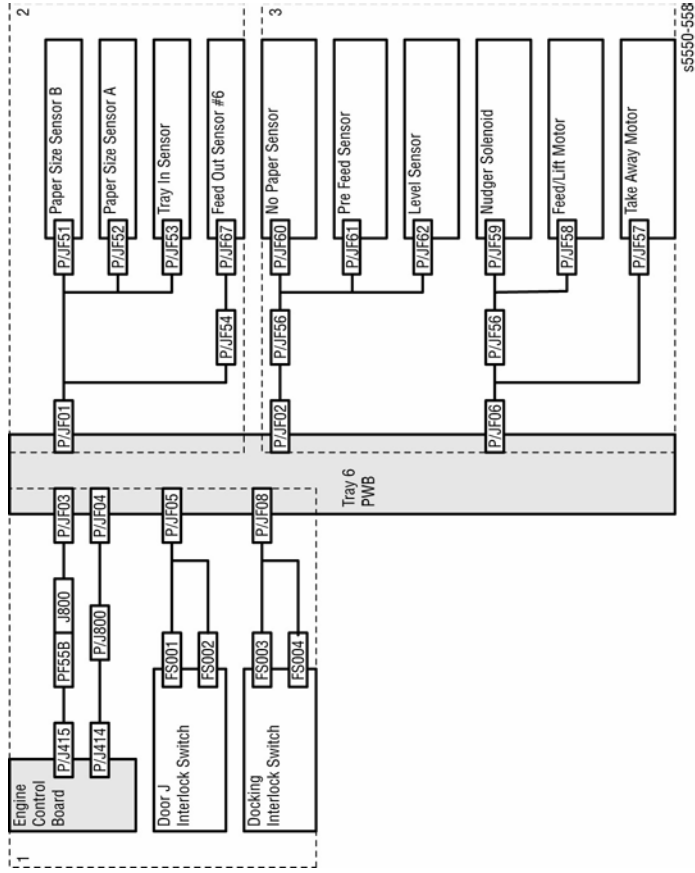 2
Paper Size Sensor B
Paper Size Sensor A
Tray In Sensor
Feed Out Sensor #6
P/JF51
P/JF52
P/JF53
P/JF67
P/JF54
P/JF01
3
No Paper Sensor
Pre Feed Sensor
Level Sensor
Nudger Solenoid
Feed/Lift Motor
Take Away Motor
P/JF60
P/JF61
P/JF62
P/JF59
P/JF58
P/JF57
P/JF56
P/JF56
P/JF02
P/JF06
Tray 6
PWB
P/JF03
P/JF04
P/JF05
P/JF08
PF55B
J800
P/J800
FS001
FS002
FS003
FS004
P/J415
P/J414
Engine
Control
Board
Door J
Interlock Switch
Docking
Interlock Switch
1
s5550-558